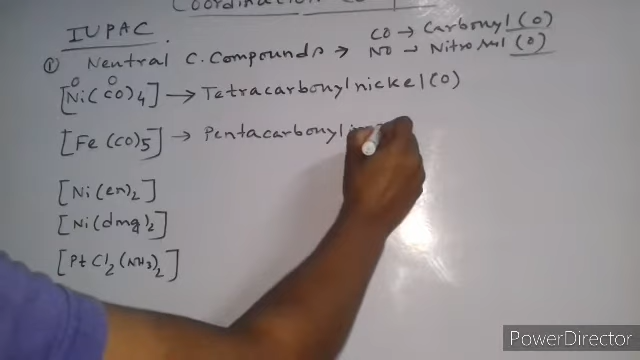 Coordination
IUPAC.
① Neutral C. Compounds → CO → Carbonyl (0)
NO → Nitrosyl (0)
[Ni(CO)4] → Tetracarbonylnickel(0)
[Fe(CO)5] → Pentacarbonyl
[Ni(en)2]
[Ni(dmg)2]
[PtCl2(NH3)2]
PowerDirector